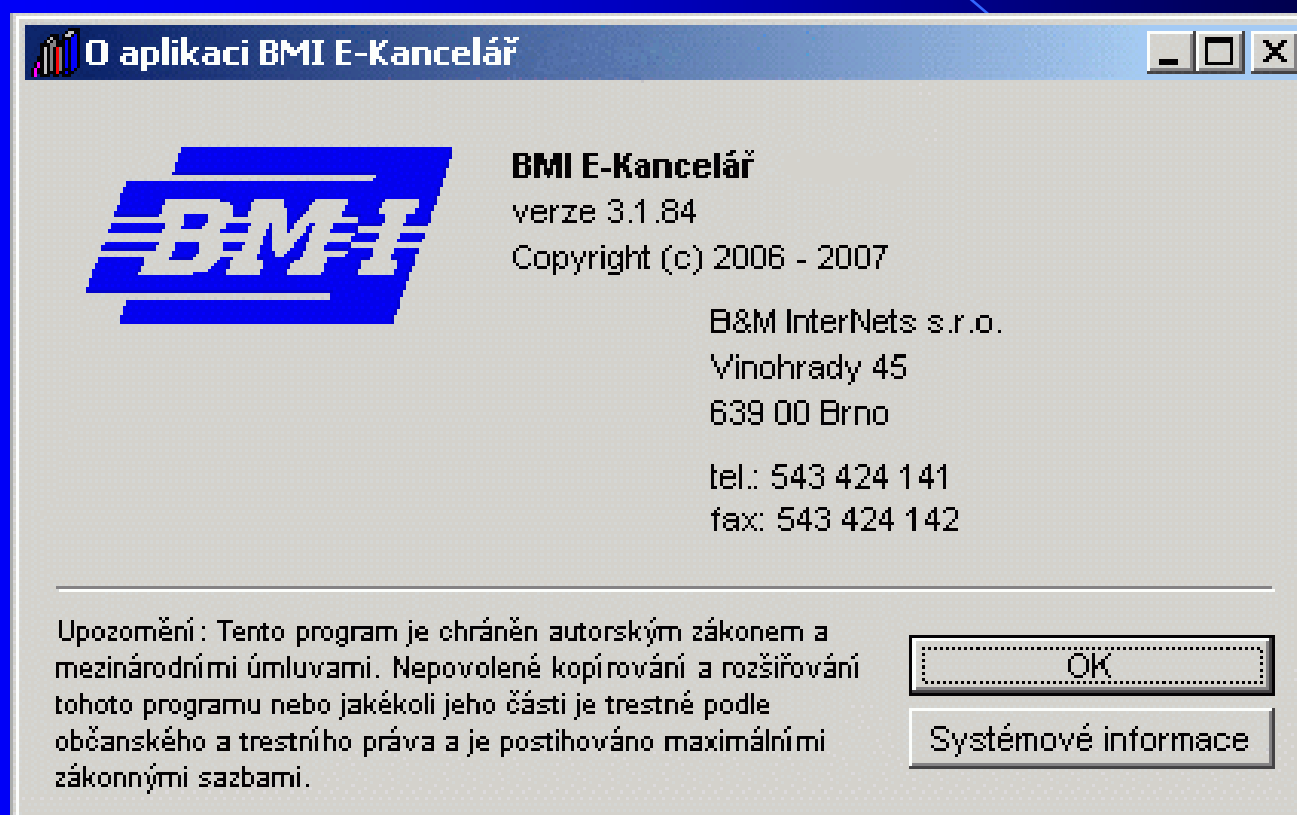 O aplikaci BMI E-Kancelář
BMI
BMI E-Kancelář
verze 3.1.84
Copyright (c) 2006 - 2007
B&M InterNets s.r.o.
Vinohrady 45
639 00 Brno
tel.: 543 424 141
fax: 543 424 142
Upozornění : Tento program je chráněn autorským zákonem a
mezinárodními úmluvami. Nepovolené kopírování a rozšiřování
tohoto programu nebo jakékoli jeho části je trestné podle
občanského a trestního práva a je postihováno maximálními
zákonnými sazbami.
OK
Systémové informace